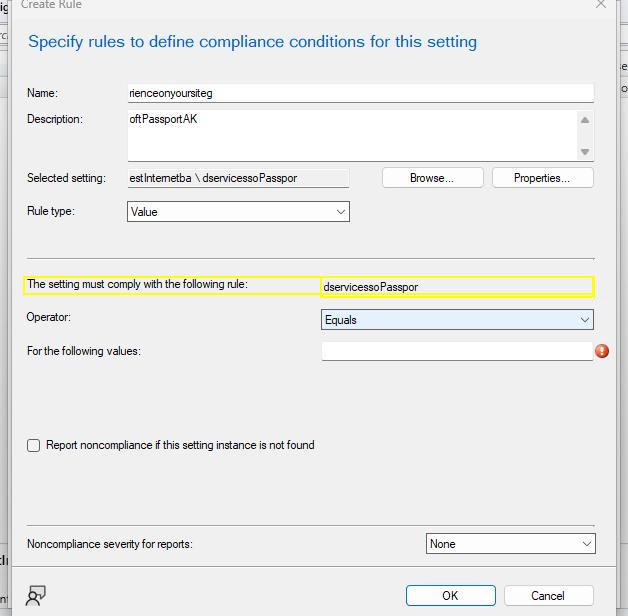 Create Rule
Specify rules to define compliance conditions for this setting
Name:
rienceonyoursiteg
Description:
oftPassportAK
Selected setting:
estInternetba \ dservicessoPasspor
Browse...
Properties...
Rule type:
Value
The setting must comply with the following rule:
dservicessoPasspor
Operator:
Equals
For the following values:
Report noncompliance if this setting instance is not found
Noncompliance severity for reports:
None
OK
Cancel